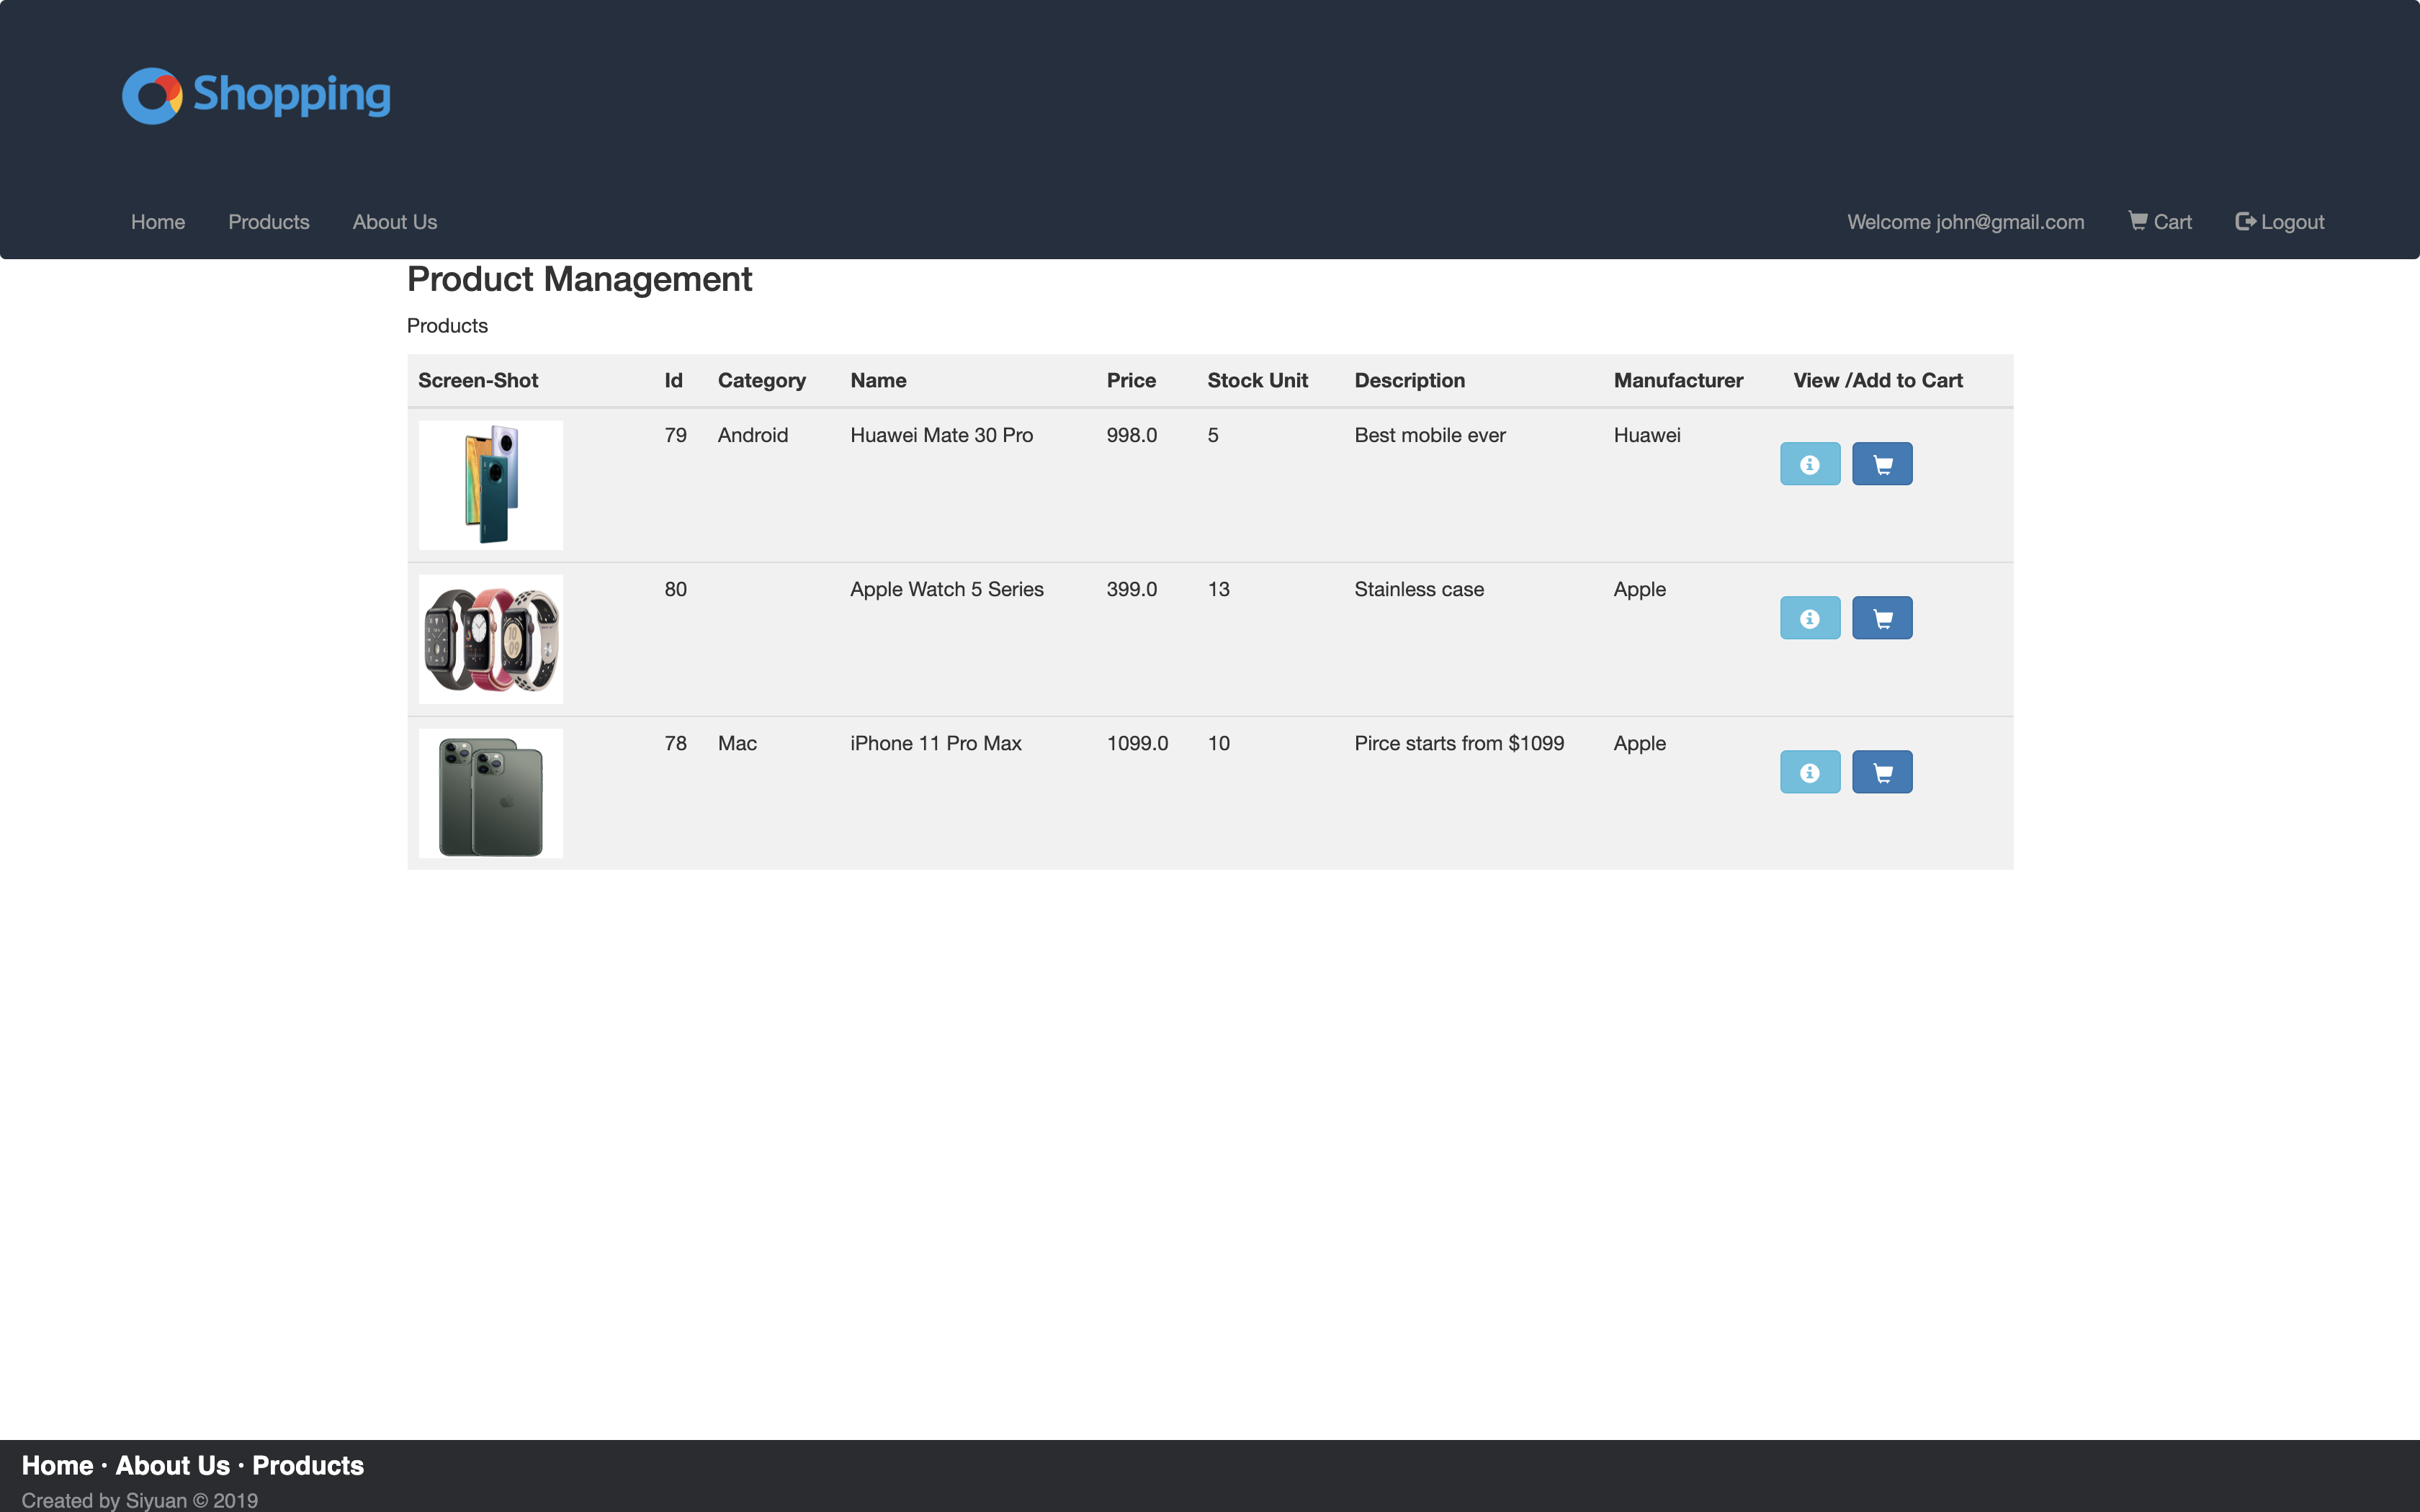 Shopping
Home Products About Us Welcome john@gmail.com Cart Logout
Product Management
Products
Screen-Shot Id Category Name Price Stock Unit Description Manufacturer View /Add to Cart
79 Android Huawei Mate 30 Pro 998.0 5 Best mobile ever Huawei
80 Apple Watch 5 Series 399.0 13 Stainless case Apple
10
09
78 Mac iPhone 11 Pro Max 1099.0 10 Pirce starts from $1099 Apple
Home · About Us · Products
Created by Siyuan © 2019